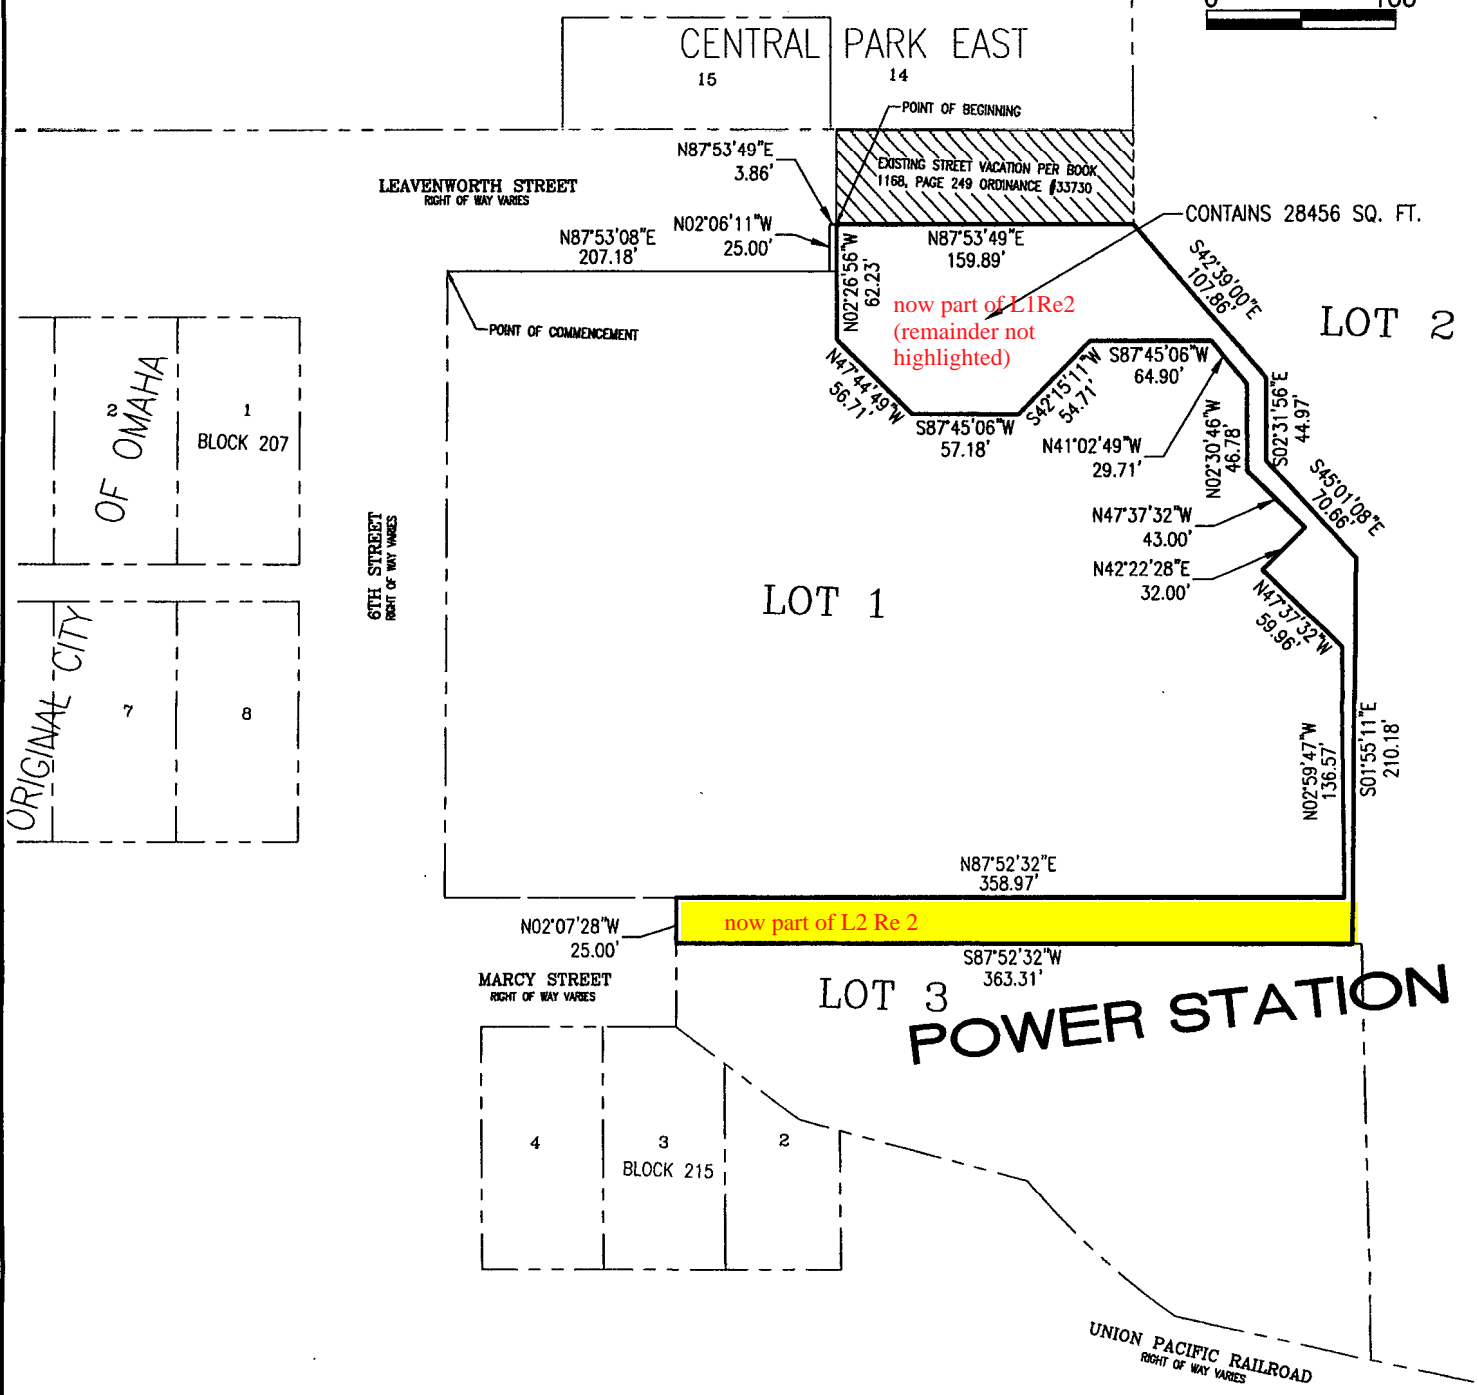 0 100
CENTRAL PARK EAST
15
14
POINT OF BEGINNING
N87°53'49"E
3.86'
EXISTING STREET VACATION PER BOOK
1168, PAGE 249 ORDINANCE #33730
LEAVENWORTH STREET
RIGHT OF WAY VARIES
N02°06'11"W
25.00'
N87°53'08"E
207.18'
CONTAINS 28456 SQ. FT.
N87°53'49"E
159.89'
N02°26'56"W
62.23'
S42°39'00"E
107.86'
now part of L1Re2
(remainder not
highlighted)
LOT 2
POINT OF COMMENCEMENT
N47°44'49"W
56.71'
S87°45'06"W
57.18'
S42°15'11"W
54.71'
S87°45'06"W
64.90'
N41°02'49"W
29.71'
N02°30'46"W
46.78'
S02°31'56"E
44.97'
S45°01'08"E
70.66'
N47°37'32"W
43.00'
N42°22'28"E
32.00'
N47°37'32"W
59.96'
2
1
BLOCK 207
OF OMAHA
ORIGINAL CITY
7
8
6TH STREET
RIGHT OF WAY VARIES
LOT 1
N02°59'47"W
136.57'
S01°55'11"E
210.18'
N87°52'32"E
358.97'
now part of L2 Re 2
N02°07'28"W
25.00'
S87°52'32"W
363.31'
MARCY STREET
RIGHT OF WAY VARIES
LOT 3
POWER STATION
4
3
BLOCK 215
2
UNION PACIFIC RAILROAD
RIGHT OF WAY VARIES